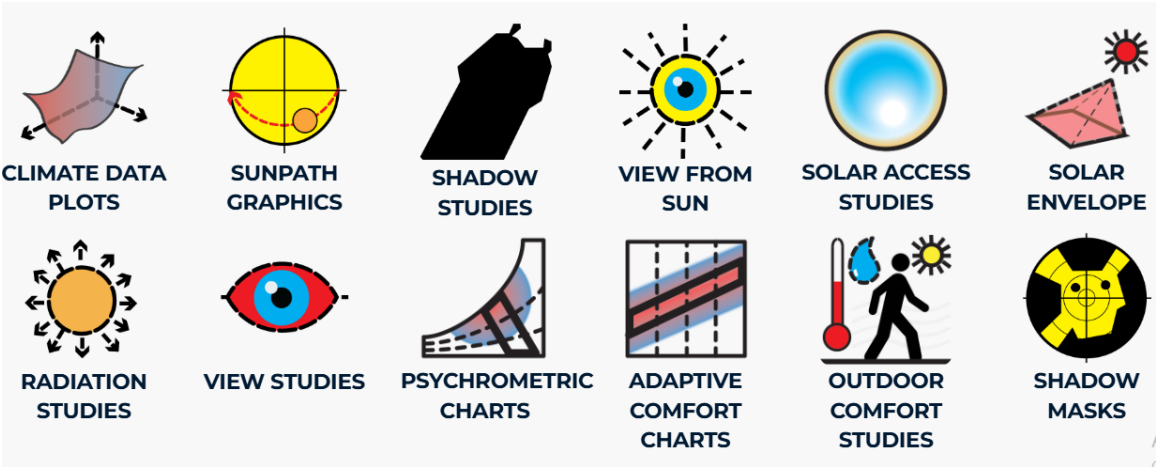 CLIMATE DATA
PLOTS
SUNPATH
GRAPHICS
SHADOW
STUDIES
VIEW FROM
SUN
SOLAR ACCESS
STUDIES
SOLAR
ENVELOPE
RADIATION
STUDIES
VIEW STUDIES
PSYCHROMETRIC
CHARTS
ADAPTIVE
COMFORT
CHARTS
OUTDOOR
COMFORT
STUDIES
SHADOW
MASKS